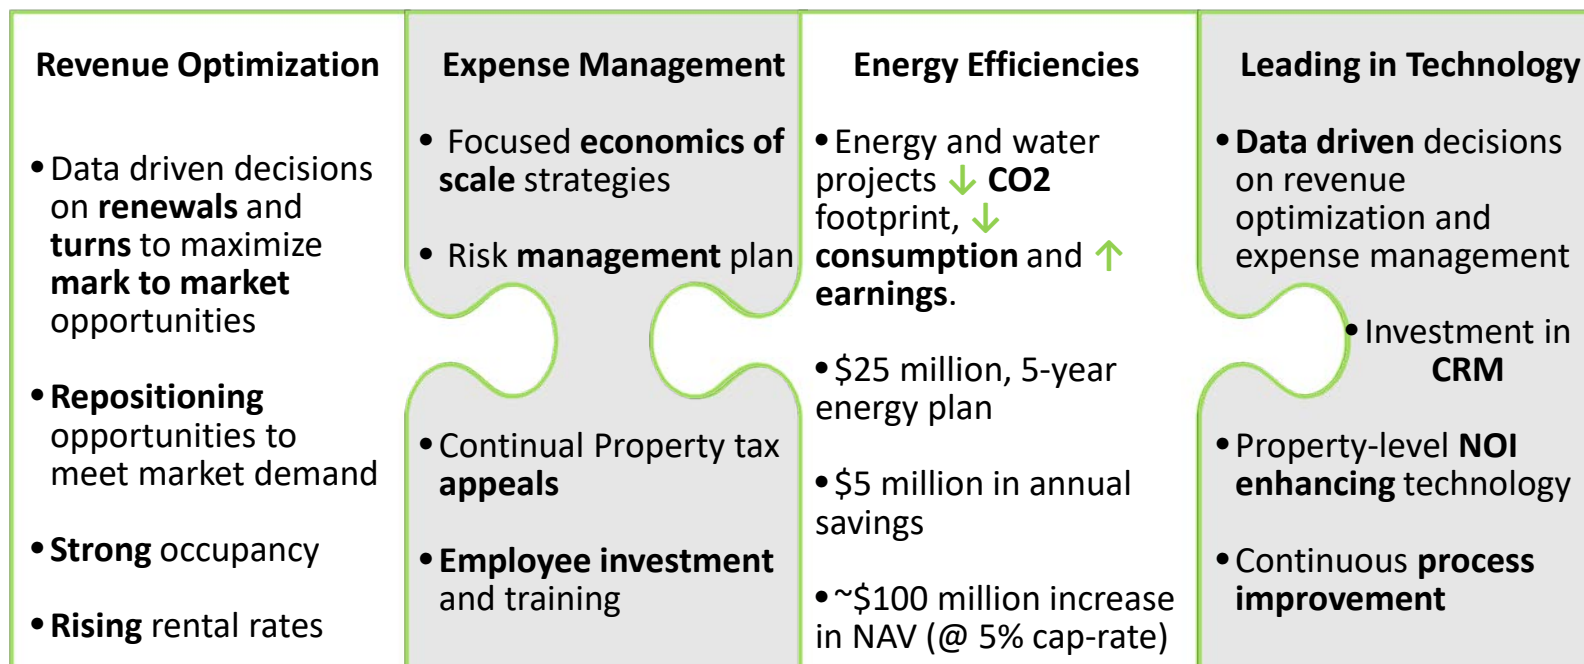 Revenue Optimization
• Data driven decisions
on renewals and
turns to maximize
mark to market
opportunities
• Repositioning
opportunities to
meet market demand
• Strong occupancy
• Rising rental rates
Expense Management
• Focused economics of
scale strategies
• Risk management plan
• Continual Property tax
appeals
• Employee investment
and training
Energy Efficiencies
• Energy and water
projects ↓ CO2
footprint, ↓
consumption and ↑
earnings.
• $25 million, 5-year
energy plan
• $5 million in annual
savings
• ~$100 million increase
in NAV (@ 5% cap-rate)
Leading in Technology
• Data driven decisions
on revenue
optimization and
expense management
• Investment in
CRM
• Property-level NOI
enhancing technology
• Continuous process
improvement